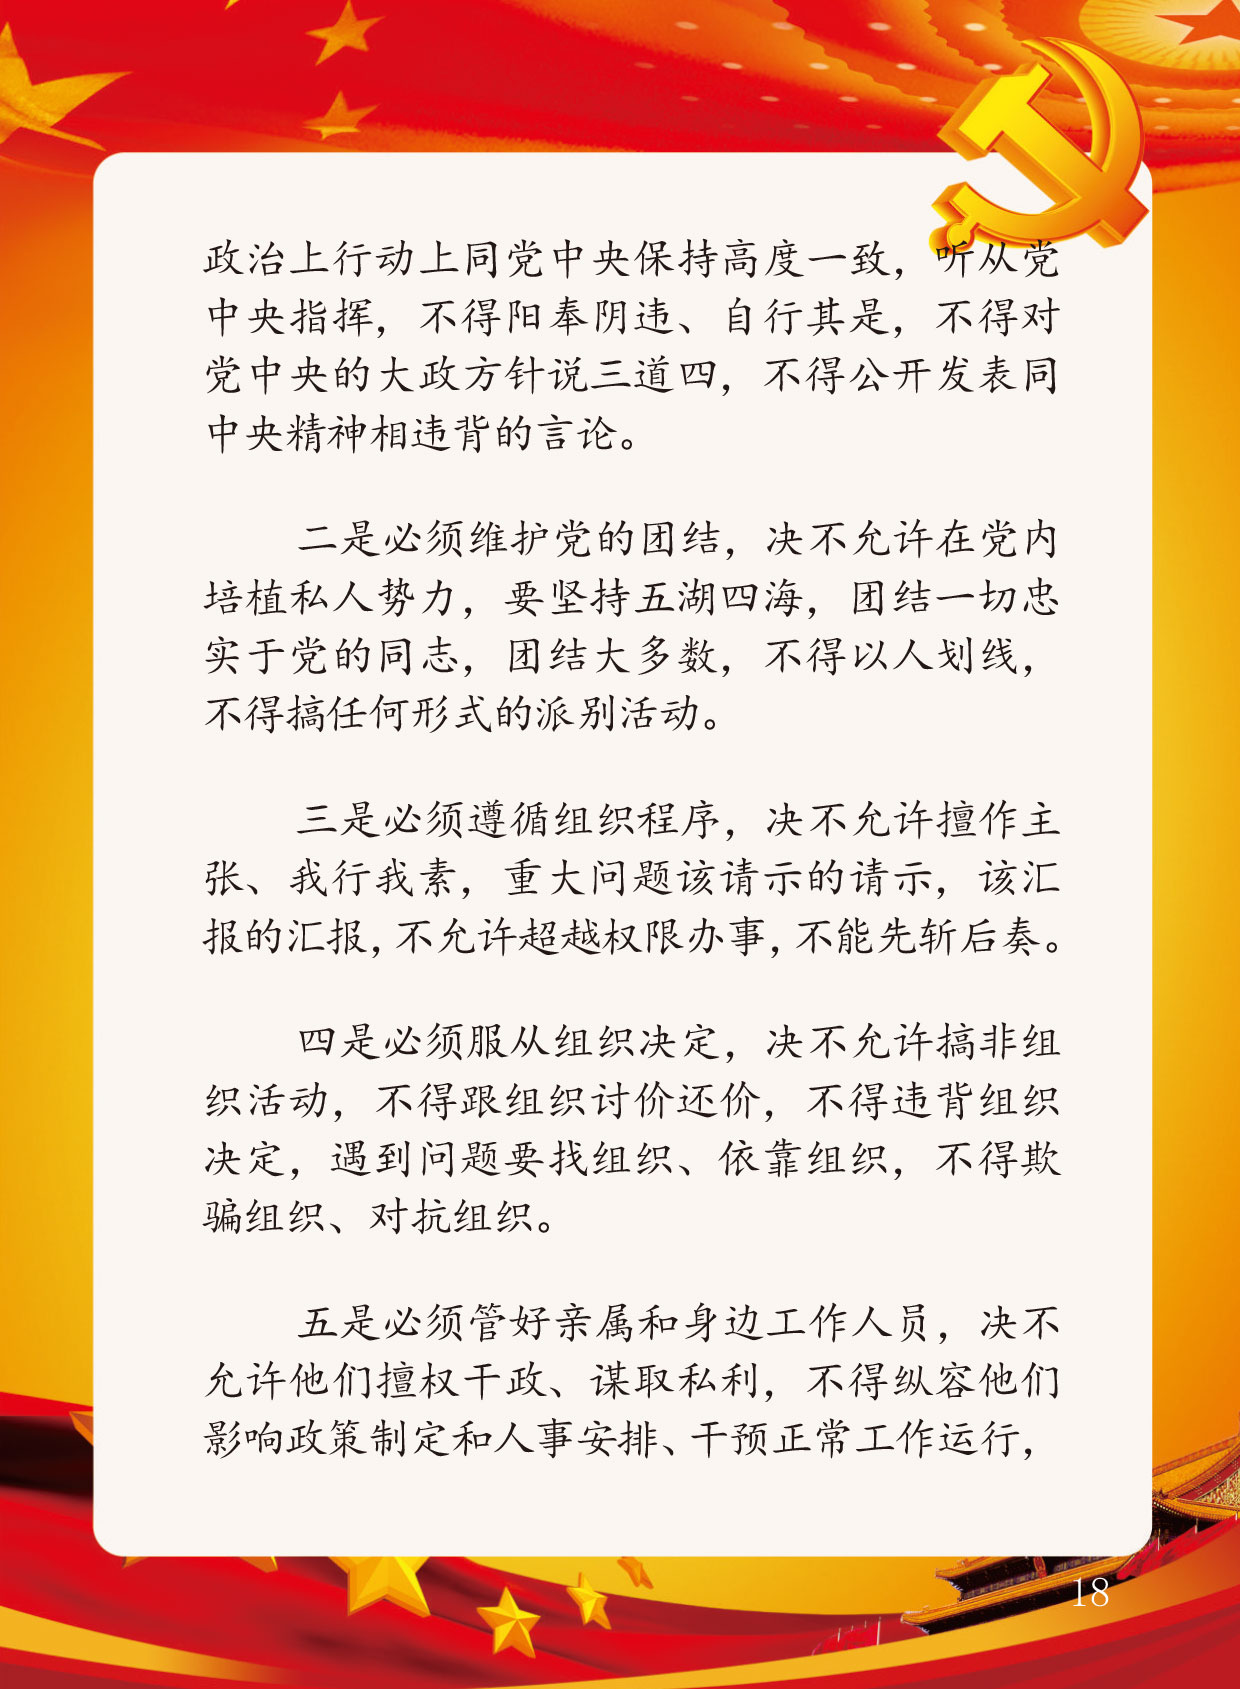 政治上行动上同党中央保持高度一致，听从党
中央指挥，不得阳奉阴违、自行其是，不得对
党中央的大政方针说三道四，不得公开发表同
中央精神相违背的言论。
二是必须维护党的团结，决不允许在党内
培植私人势力，要坚持五湖四海，团结一切忠
实于党的同志，团结大多数，不得以人划线，
不得搞任何形式的派别活动。
三是必须遵循组织程序，决不允许擅作主
张、我行我素，重大问题该请示的请示，该汇
报的汇报，不允许超越权限办事，不能先斩后奏。
四是必须服从组织决定，决不允许搞非组
织活动，不得跟组织讨价还价，不得违背组织
决定，遇到问题要找组织、依靠组织，不得欺
骗组织、对抗组织。
五是必须管好亲属和身边工作人员，决不
允许他们擅权干政、谋取私利，不得纵容他们
影响政策制定和人事安排、干预正常工作运行，
18